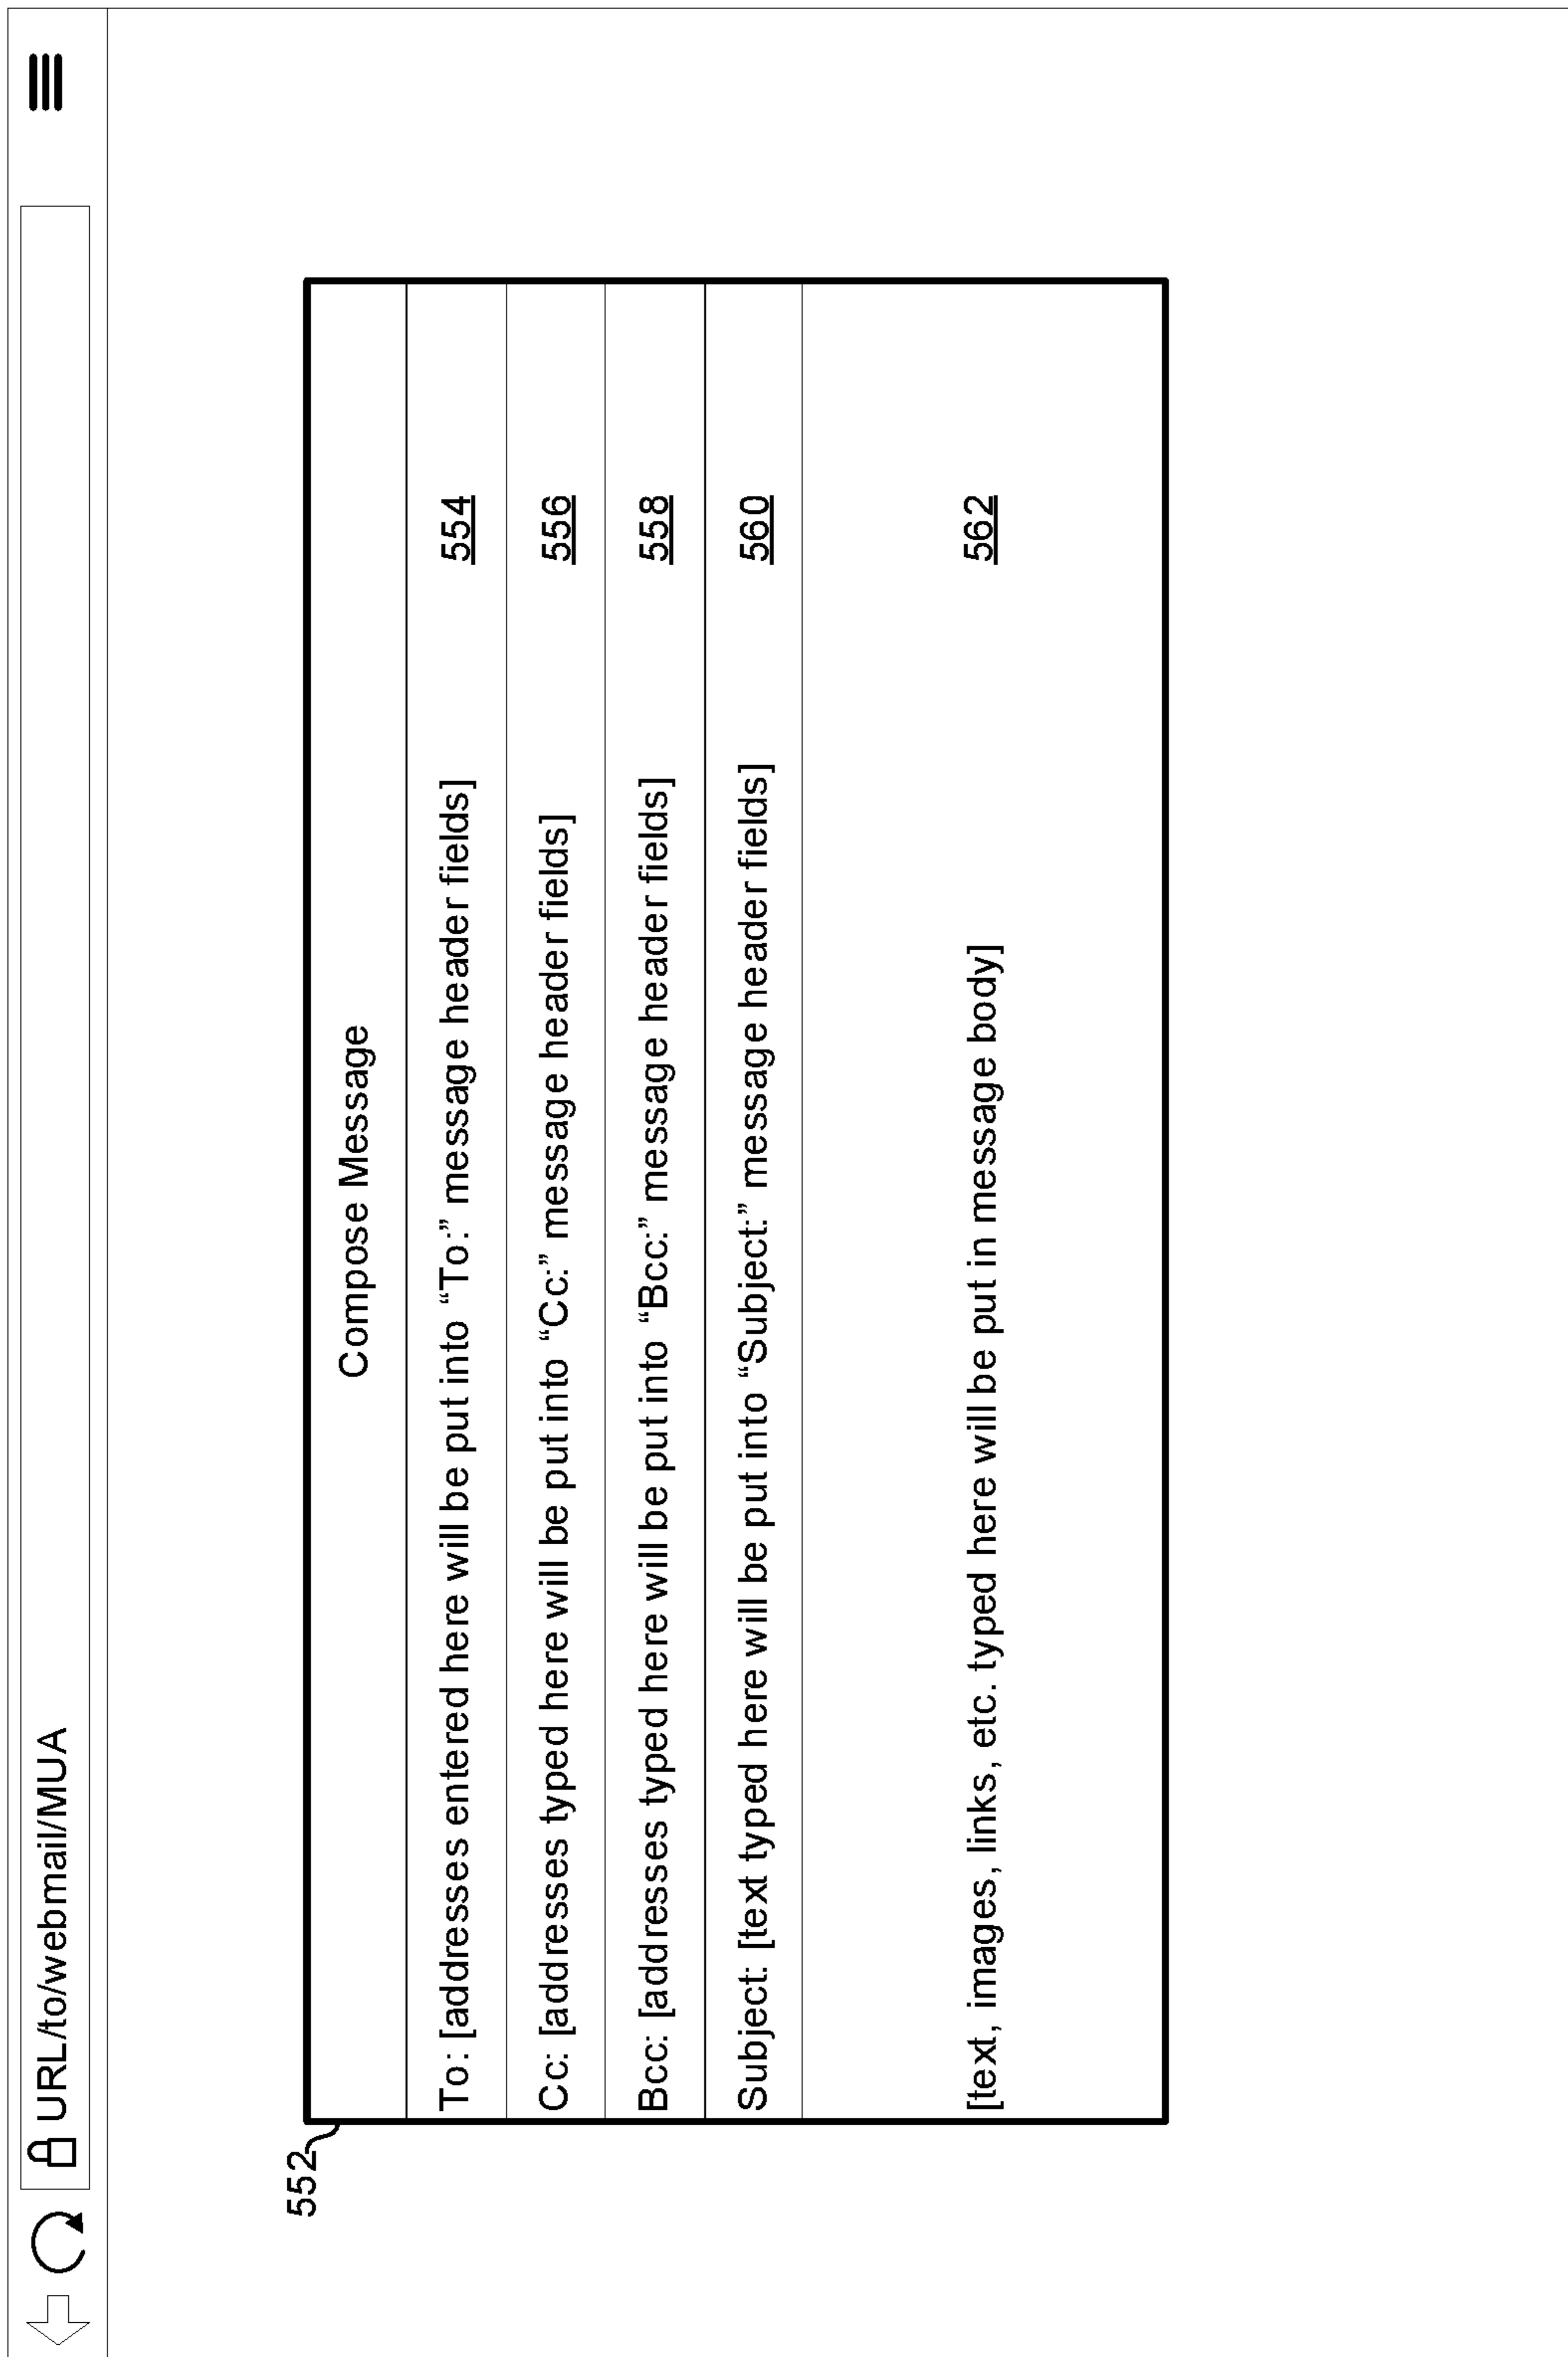 URL/to/webmail/MUA
552
Compose Message
To: [addresses entered here will be put into “To:” message header fields] 554
Cc: [addresses typed here will be put into “Cc:” message header fields] 556
Bcc: [addresses typed here will be put into “Bcc:” message header fields] 558
Subject: [text typed here will be put into “Subject:” message header fields] 560
[text, images, links, etc. typed here will be put in message body] 562